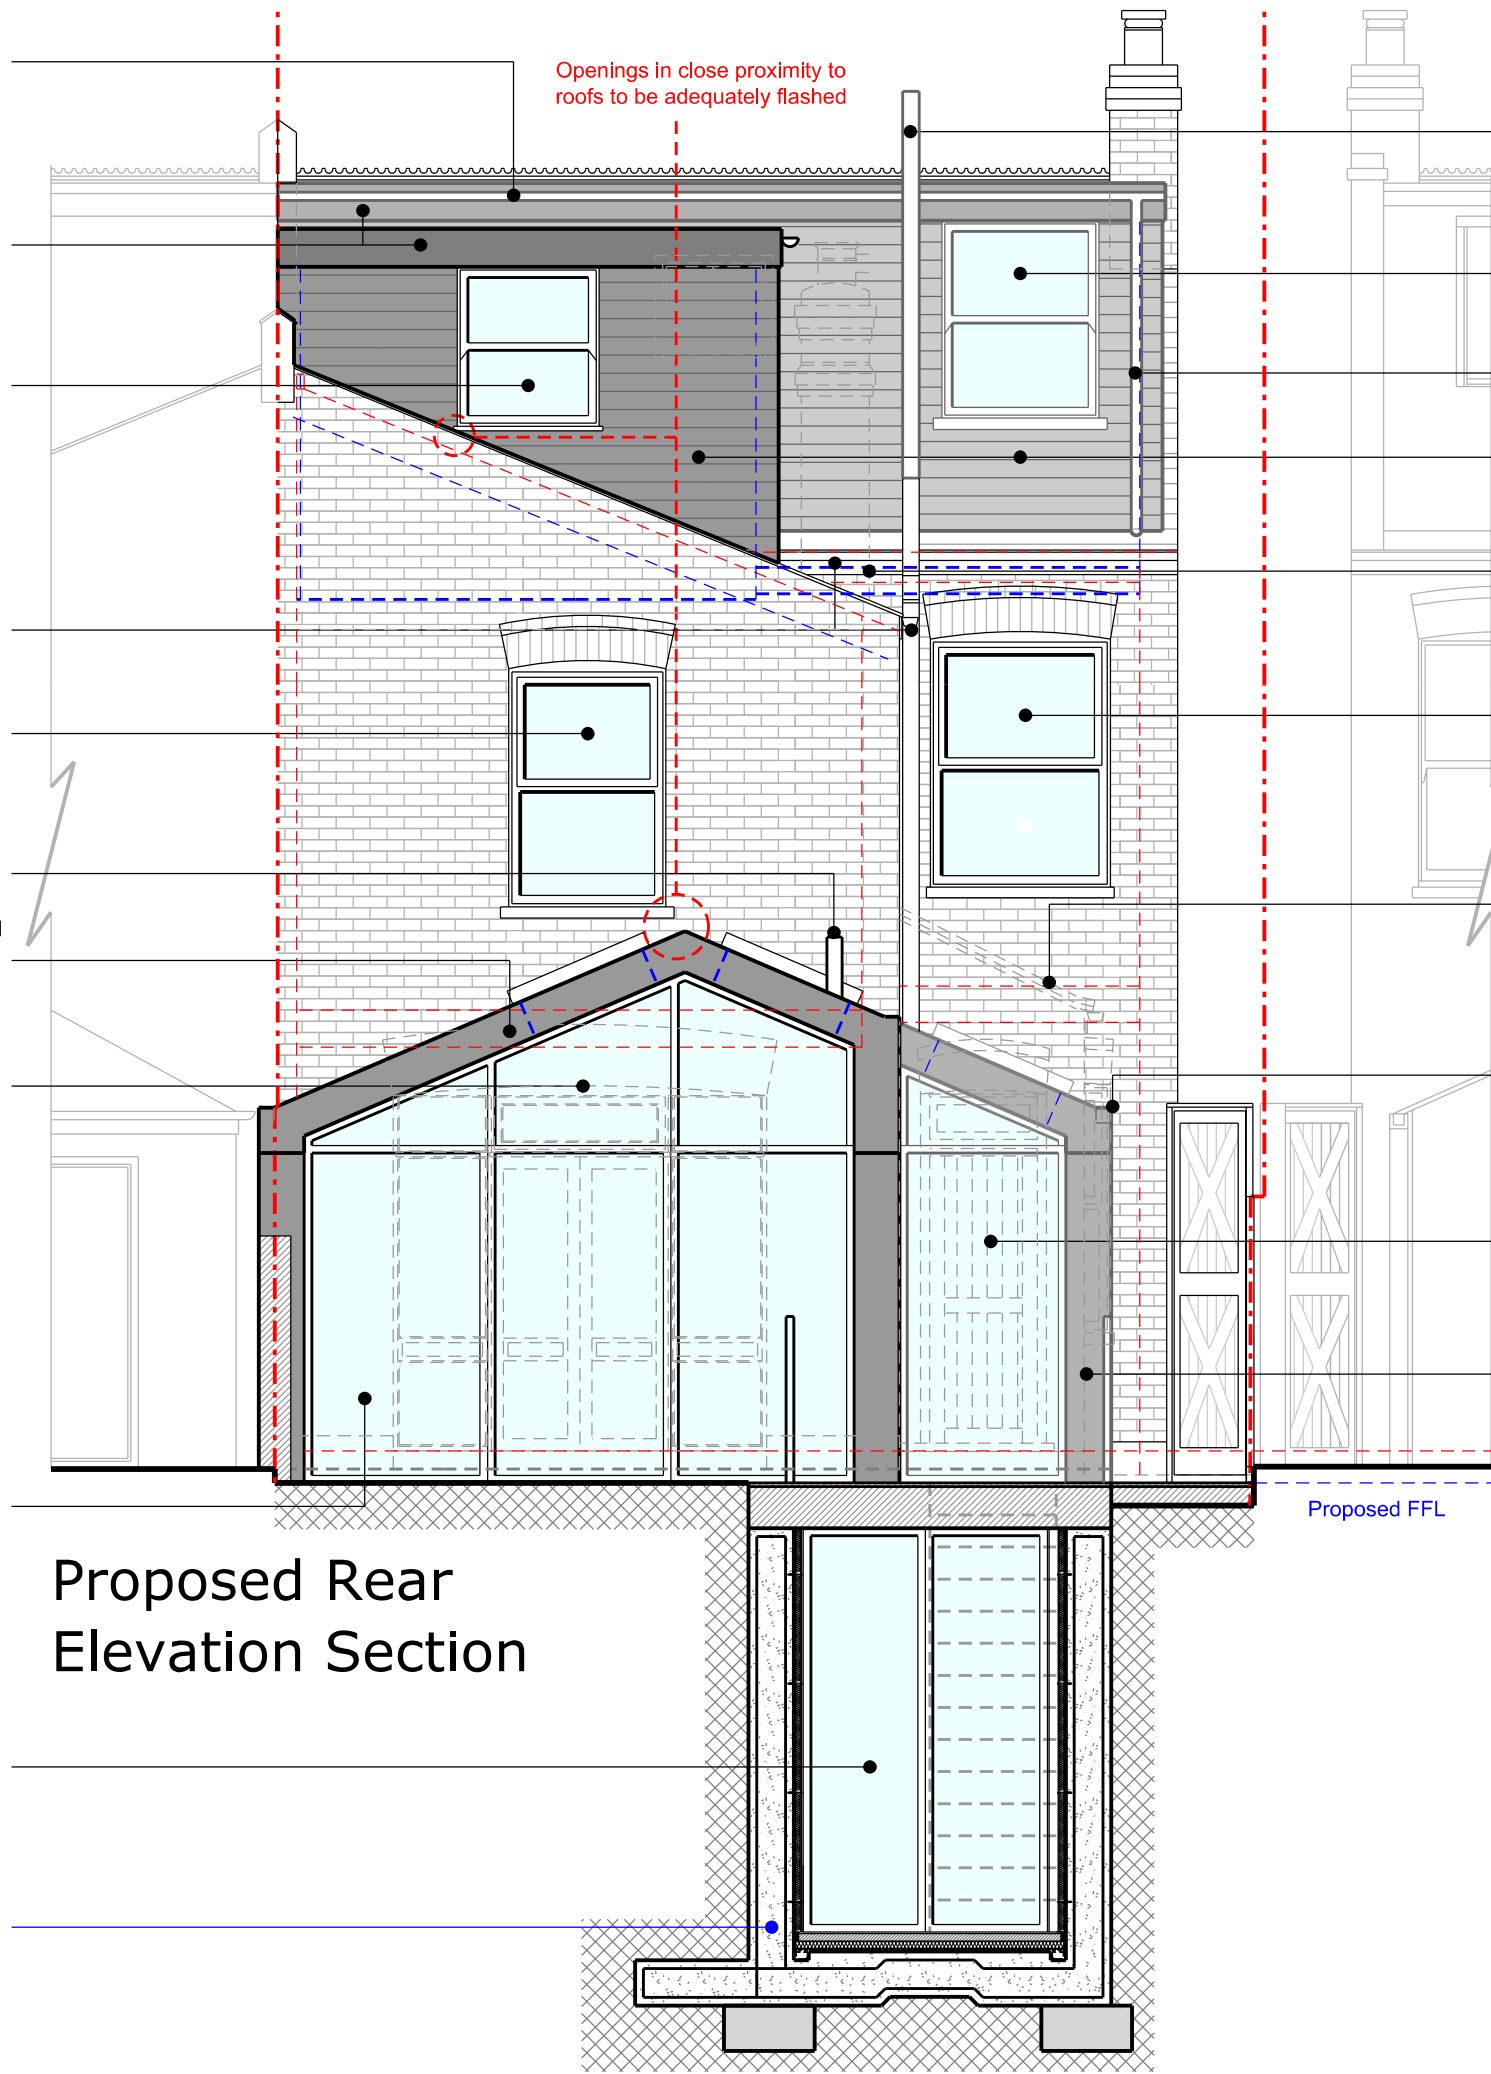 Openings in close proximity to
roofs to be adequately flashed
Proposed FFL
Proposed Rear
Elevation Section